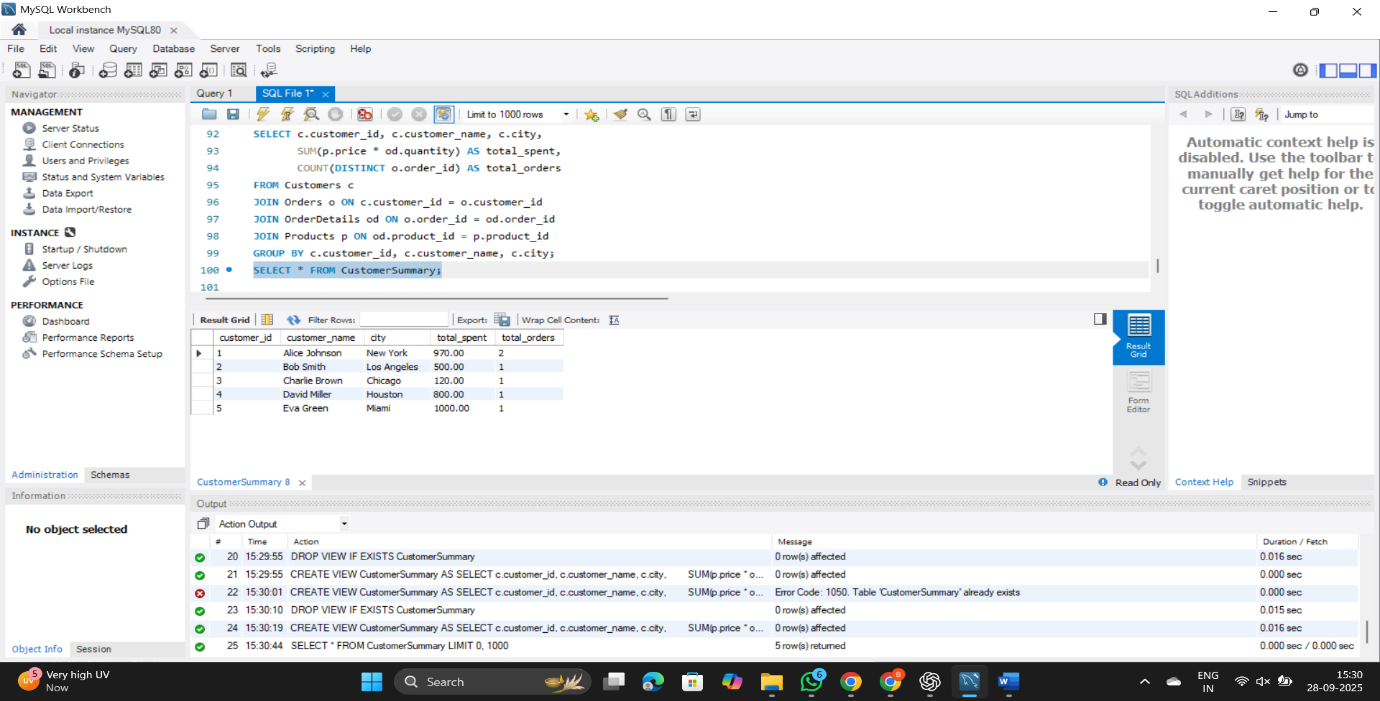 MySQL Workbench
Local instance MySQL80 ×
File Edit View Query Database Server Tools Scripting Help
Navigator
MANAGEMENT
Server Status
Client Connections
Users and Privileges
Status and System Variables
Data Export
Data Import/Restore
INSTANCE
Startup / Shutdown
Server Logs
Options File
PERFORMANCE
Dashboard
Performance Reports
Performance Schema Setup
Administration Schemas
Information
No object selected
Object Info Session
Query 1 SQL File 1* ×
Limit to 1000 rows
92 SELECT c.customer_id, c.customer_name, c.city,
93 SUM(p.price * od.quantity) AS total_spent,
94 COUNT(DISTINCT o.order_id) AS total_orders
95 FROM Customers c
96 JOIN Orders o ON c.customer_id = o.customer_id
97 JOIN OrderDetails od ON o.order_id = od.order_id
98 JOIN Products p ON od.product_id = p.product_id
99 GROUP BY c.customer_id, c.customer_name, c.city;
100 SELECT * FROM CustomerSummary;
101
Result Grid Filter Rows: Export: Wrap Cell Content:
customer_id customer_name city total_spent total_orders
1 Alice Johnson New York 970.00 2
2 Bob Smith Los Angeles 500.00 1
3 Charlie Brown Chicago 120.00 1
4 David Miller Houston 800.00 1
5 Eva Green Miami 1000.00 1
Result
Grid
Form
Editor
CustomerSummary 8 × Read Only
SQLAdditions
Jump to
Automatic context help is
disabled. Use the toolbar t
manually get help for the
current caret position or to
toggle automatic help.
Context Help Snippets
Output
Action Output
# Time Action Message Duration / Fetch
20 15:29:55 DROP VIEW IF EXISTS CustomerSummary 0 row(s) affected 0.016 sec
21 15:29:55 CREATE VIEW CustomerSummary AS SELECT c.customer_id, c.customer_name, c.city, SUM(p.price * o... 0 row(s) affected 0.000 sec
22 15:30:01 CREATE VIEW CustomerSummary AS SELECT c.customer_id, c.customer_name, c.city, SUM(p.price * o... Error Code: 1050. Table 'CustomerSummary' already exists 0.000 sec
23 15:30:10 DROP VIEW IF EXISTS CustomerSummary 0 row(s) affected 0.015 sec
24 15:30:19 CREATE VIEW CustomerSummary AS SELECT c.customer_id, c.customer_name, c.city, SUM(p.price * o... 0 row(s) affected 0.016 sec
25 15:30:44 SELECT * FROM CustomerSummary LIMIT 0, 1000 5 row(s) returned 0.000 sec / 0.000 sec
UV 5 Very high UV
Now
Search
6
8
ENG
IN
15:30
28-09-2025